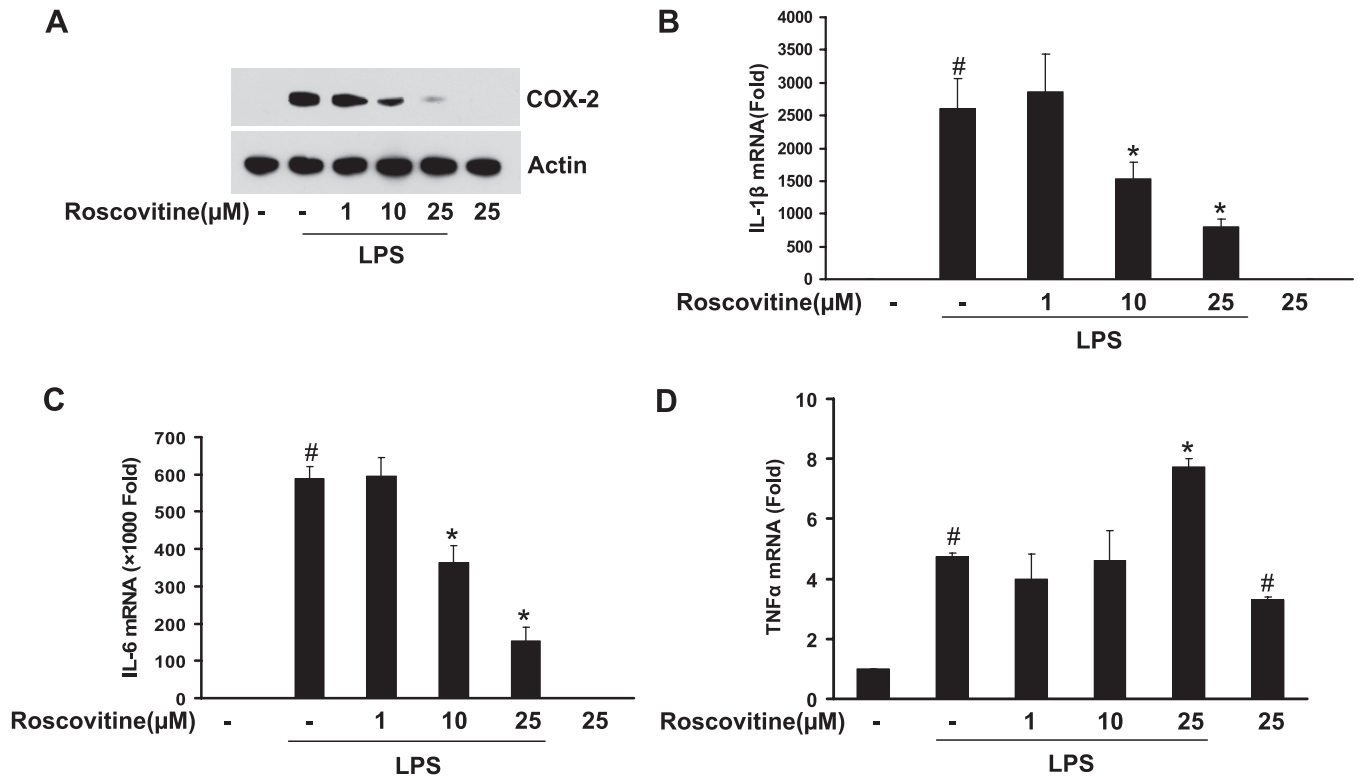 A
COX-2
Actin
Roscovitine(µM) - - 1 10 25 25
LPS
B
4000
3500
3000
2500
2000
1500
1000
500
0
IL-1β mRNA(Fold)
#
*
*
Roscovitine(µM) - - 1 10 25 25
LPS
C
700
600
500
400
300
200
100
0
IL-6 mRNA (×1000 Fold)
#
*
*
Roscovitine(µM) - - 1 10 25 25
LPS
D
10
8
6
4
2
0
TNFα mRNA (Fold)
#
*
#
- - 1 10 25 25
LPS